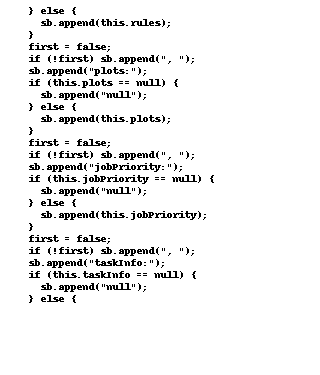 } else {
sb.append(this.rules);
}
first = false;
if (!first) sb.append(", ");
sb.append("plots:");
if (this.plots == null) {
sb.append("null");
} else {
sb.append(this.plots);
}
first = false;
if (!first) sb.append(", ");
sb.append("jobPriority:");
if (this.jobPriority == null) {
sb.append("null");
} else {
sb.append(this.jobPriority);
}
first = false;
if (!first) sb.append(", ");
sb.append("taskInfo:");
if (this.taskInfo == null) {
sb.append("null");
} else {